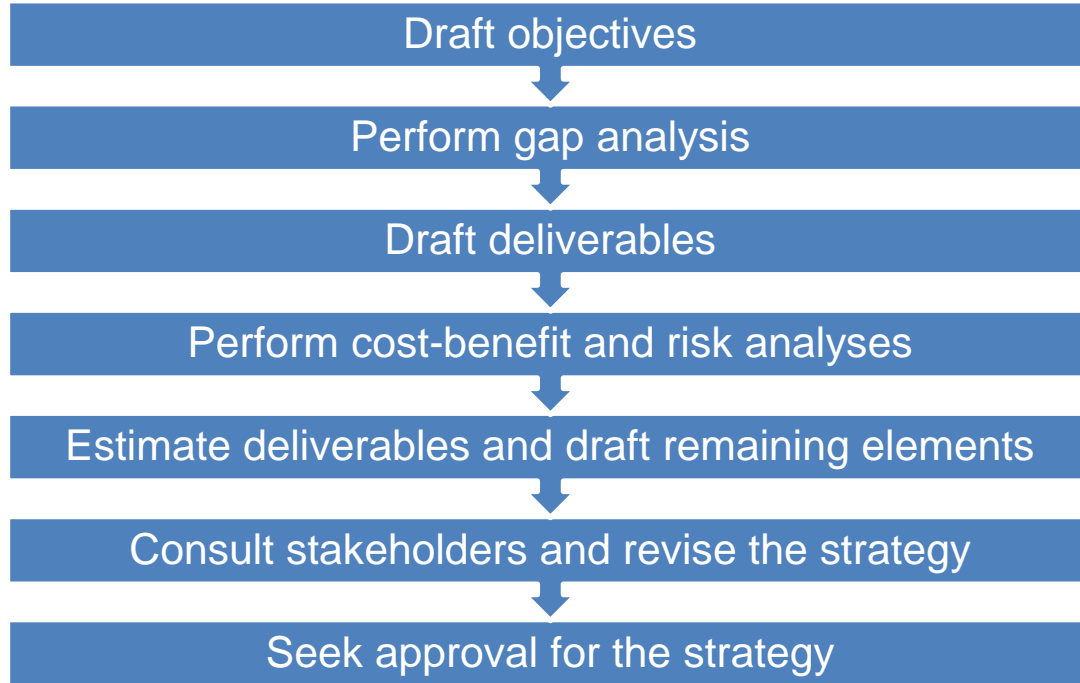 Draft objectives
Perform gap analysis
Draft deliverables
Perform cost-benefit and risk analyses
Estimate deliverables and draft remaining elements
Consult stakeholders and revise the strategy
Seek approval for the strategy